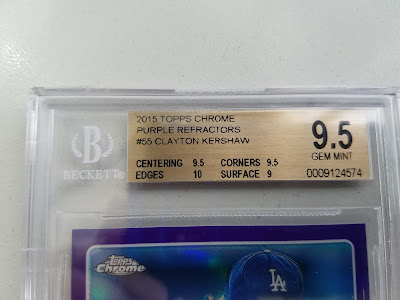 2015 TOPPS CHROME
PURPLE REFRACTORS
#55 CLAYTON KERSHAW
CENTERING 9.5 CORNERS 9.5
EDGES 10 SURFACE 9
9.5
GEM MINT
0009124574
B
BECKETT
Topps
Chrome
LA